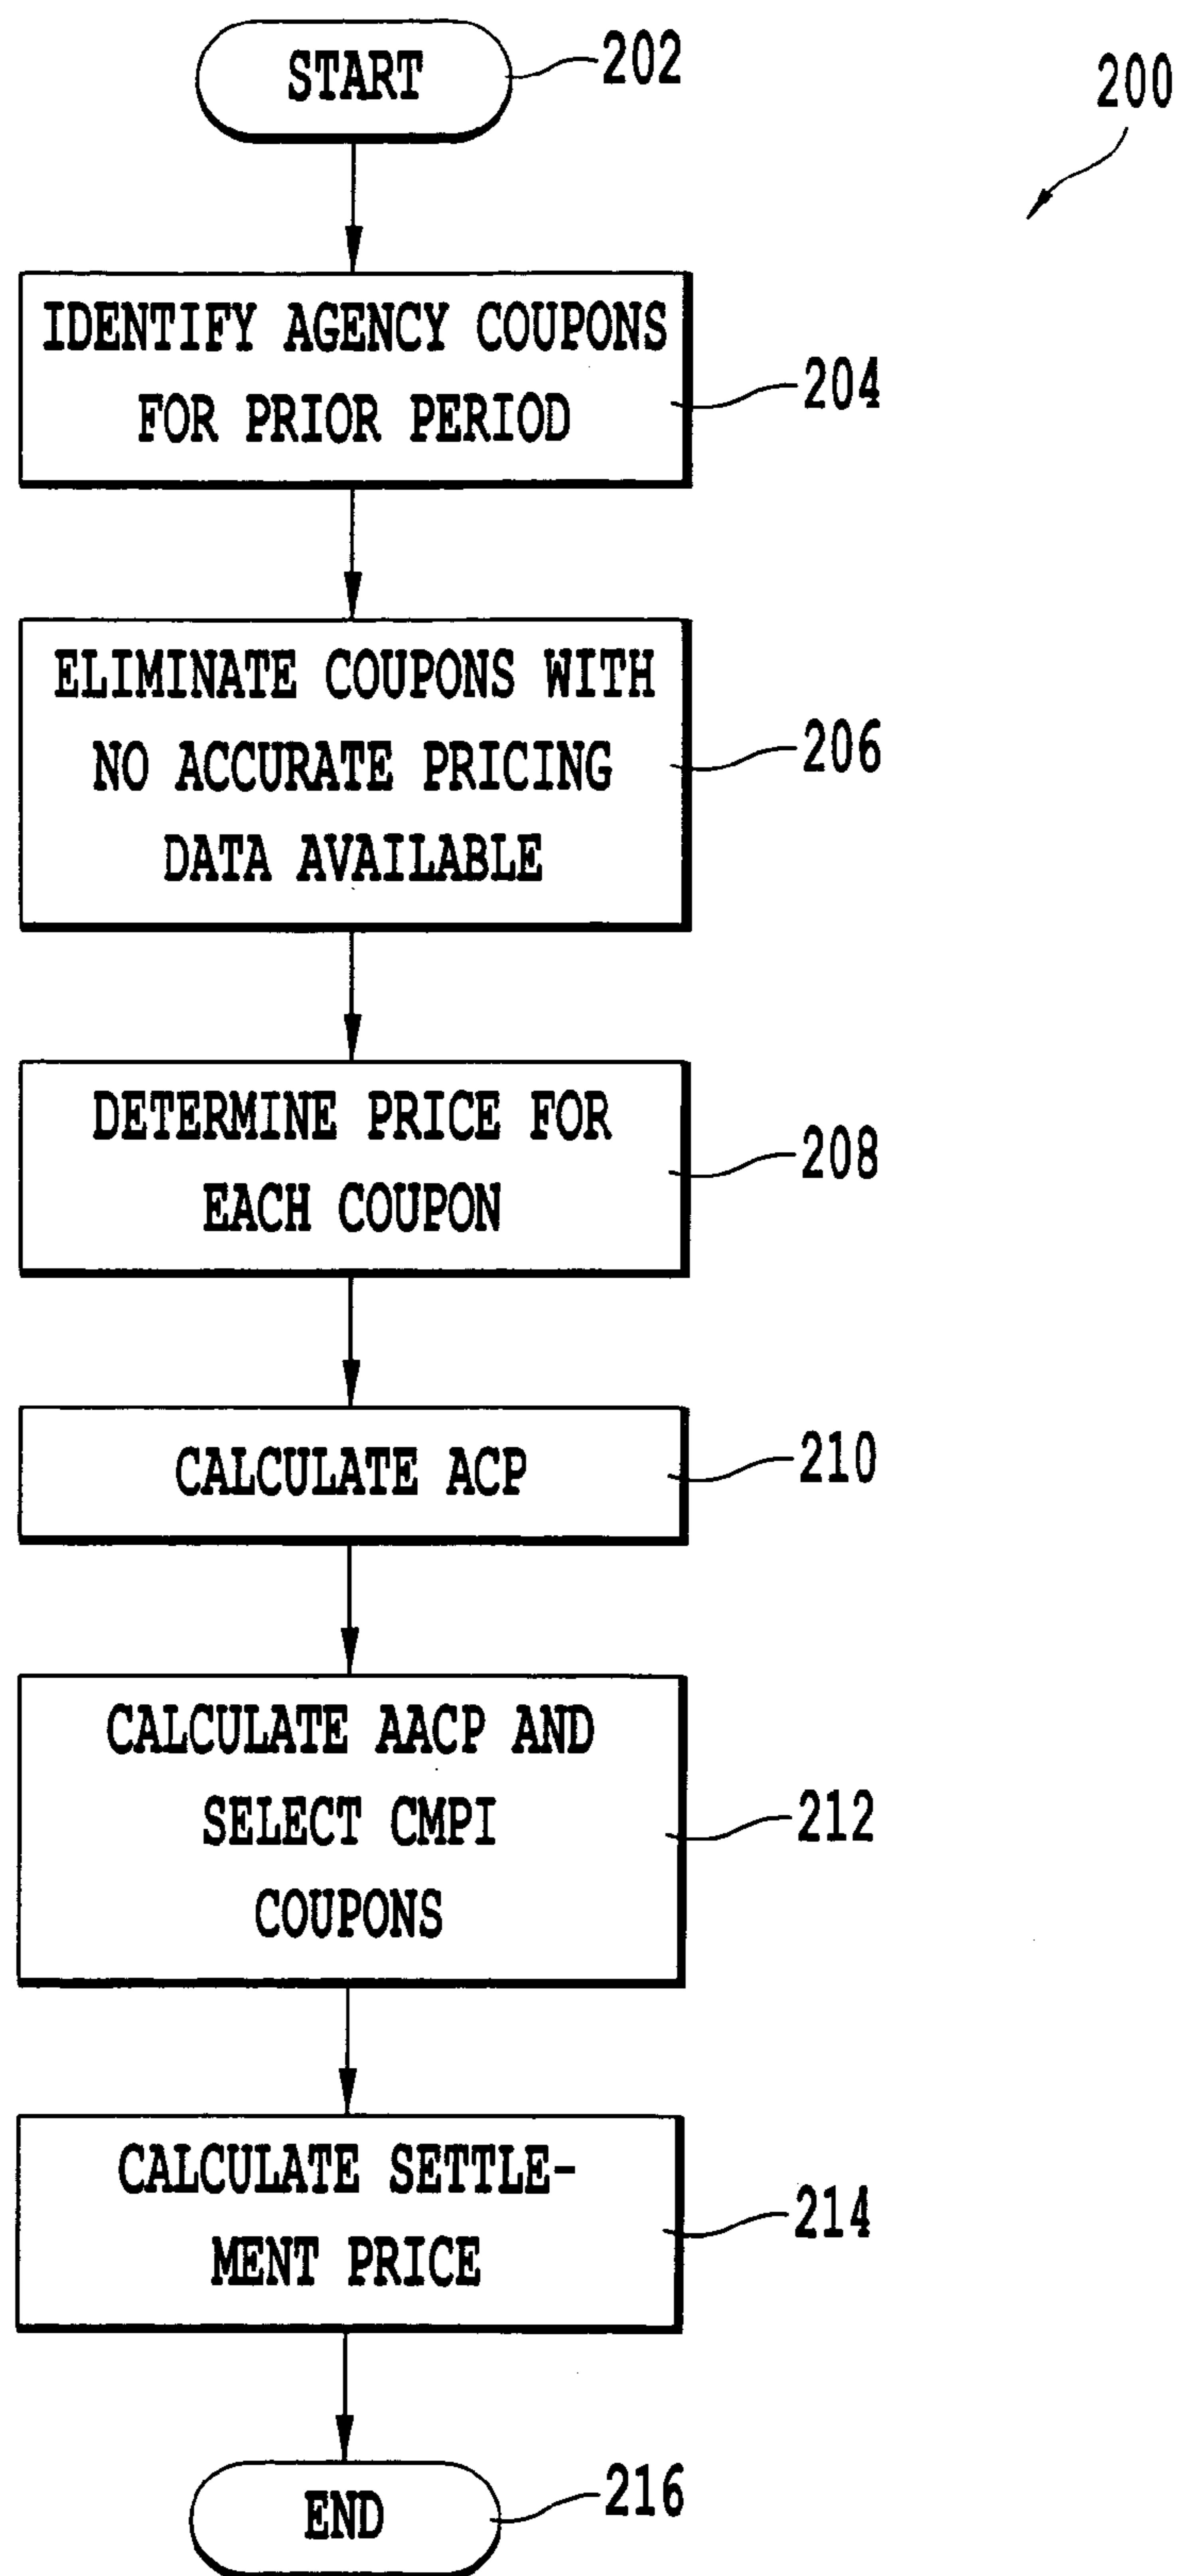 START
202
200
IDENTIFY AGENCY COUPONS
FOR PRIOR PERIOD
204
ELIMINATE COUPONS WITH
NO ACCURATE PRICING
DATA AVAILABLE
206
DETERMINE PRICE FOR
EACH COUPON
208
CALCULATE ACP
210
CALCULATE AACP AND
SELECT CMPI
COUPONS
212
CALCULATE SETTLE-
MENT PRICE
214
END
216